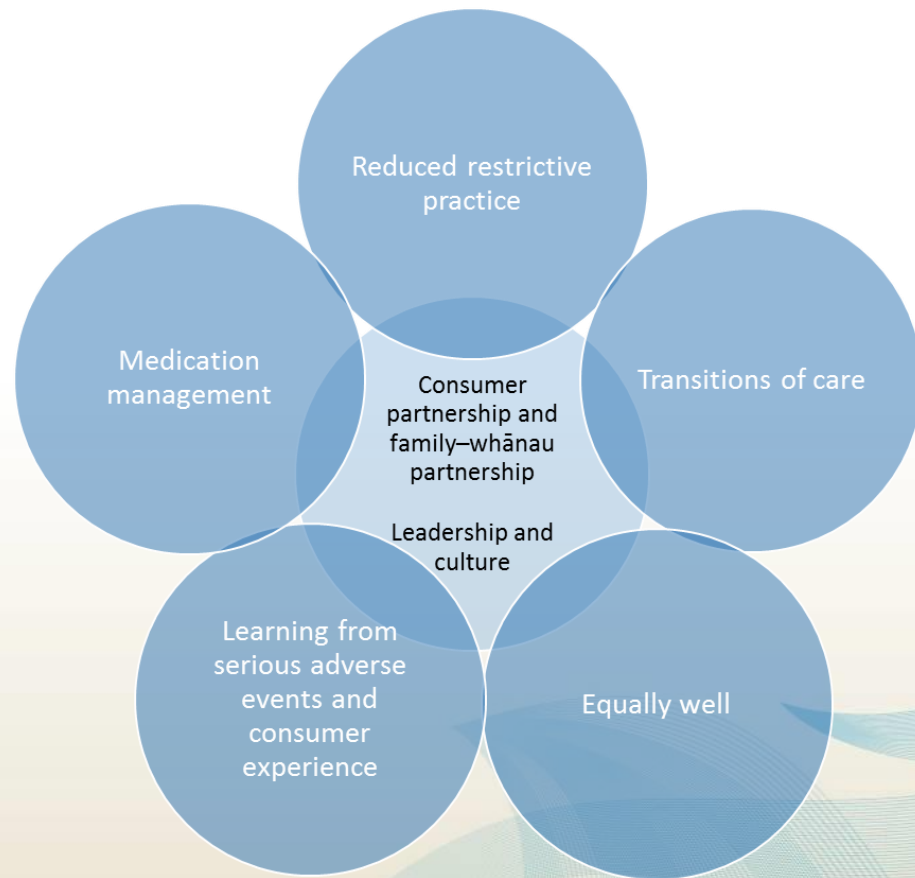 Reduced restrictive
practice
Medication
management
Consumer
partnership and
family–whānau
partnership
Leadership and
culture
Transitions of care
Learning from
serious adverse
events and
consumer
experience
Equally well